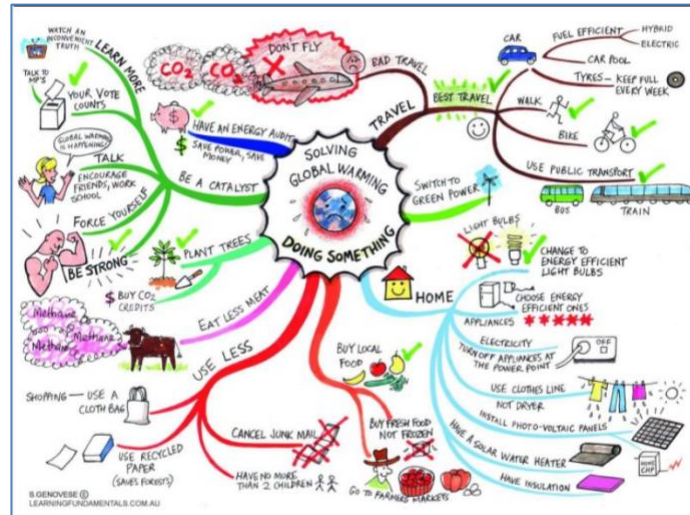 SOLVING
GLOBAL WARMING
DOING SOMETHING
TRAVEL
BAD TRAVEL
DON'T FLY
CO2
CO2
BEST TRAVEL
CAR
FUEL EFFICIENT
HYBRID
ELECTRIC
CAR POOL
TYRES — KEEP FULL
EVERY WEEK
WALK
BIKE
USE PUBLIC TRANSPORT
BUS
TRAIN
SWITCH TO
GREEN POWER
HOME
LIGHT BULBS
CHANGE TO
ENERGY EFFICIENT
LIGHT BULBS
CHOOSE ENERGY
EFFICIENT ONES
APPLIANCES
ELECTRICITY
TURN OFF APPLIANCES AT
THE POWER POINT
OFF
USE CLOTHES LINE
NOT DRYER
INSTALL PHOTO-VOLTAIC PANELS
HAVE A SOLAR WATER HEATER
HAVE INSULATION
BUY LOCAL
FOOD
BUY FRESH FOOD
NOT FROZEN
GO TO FARMERS MARKETS
USE LESS
SHOPPING — USE A
CLOTH BAG
USE RECYCLED
PAPER
(SAVES FORESTS)
CANCEL JUNK MAIL
HAVE NO MORE
THAN 2 CHILDREN
EAT LESS MEAT
Methane
Methane
PLANT TREES
$ BUY CO2
CREDITS
BE A CATALYST
LEARN MORE
WATCH AN
INCONVENIENT
TRUTH
YOUR VOTE
COUNTS
TALK TO
MP'S
TALK
ENCOURAGE
FRIENDS, WORK
SCHOOL
GLOBAL WARMING
IS HAPPENING!
FORCE YOURSELF
BE STRONG
HAVE AN ENERGY AUDIT
$ SAVE POWER, SAVE
MONEY
S.GENOVESE ©
LEARNINGFUNDAMENTALS.COM.AU